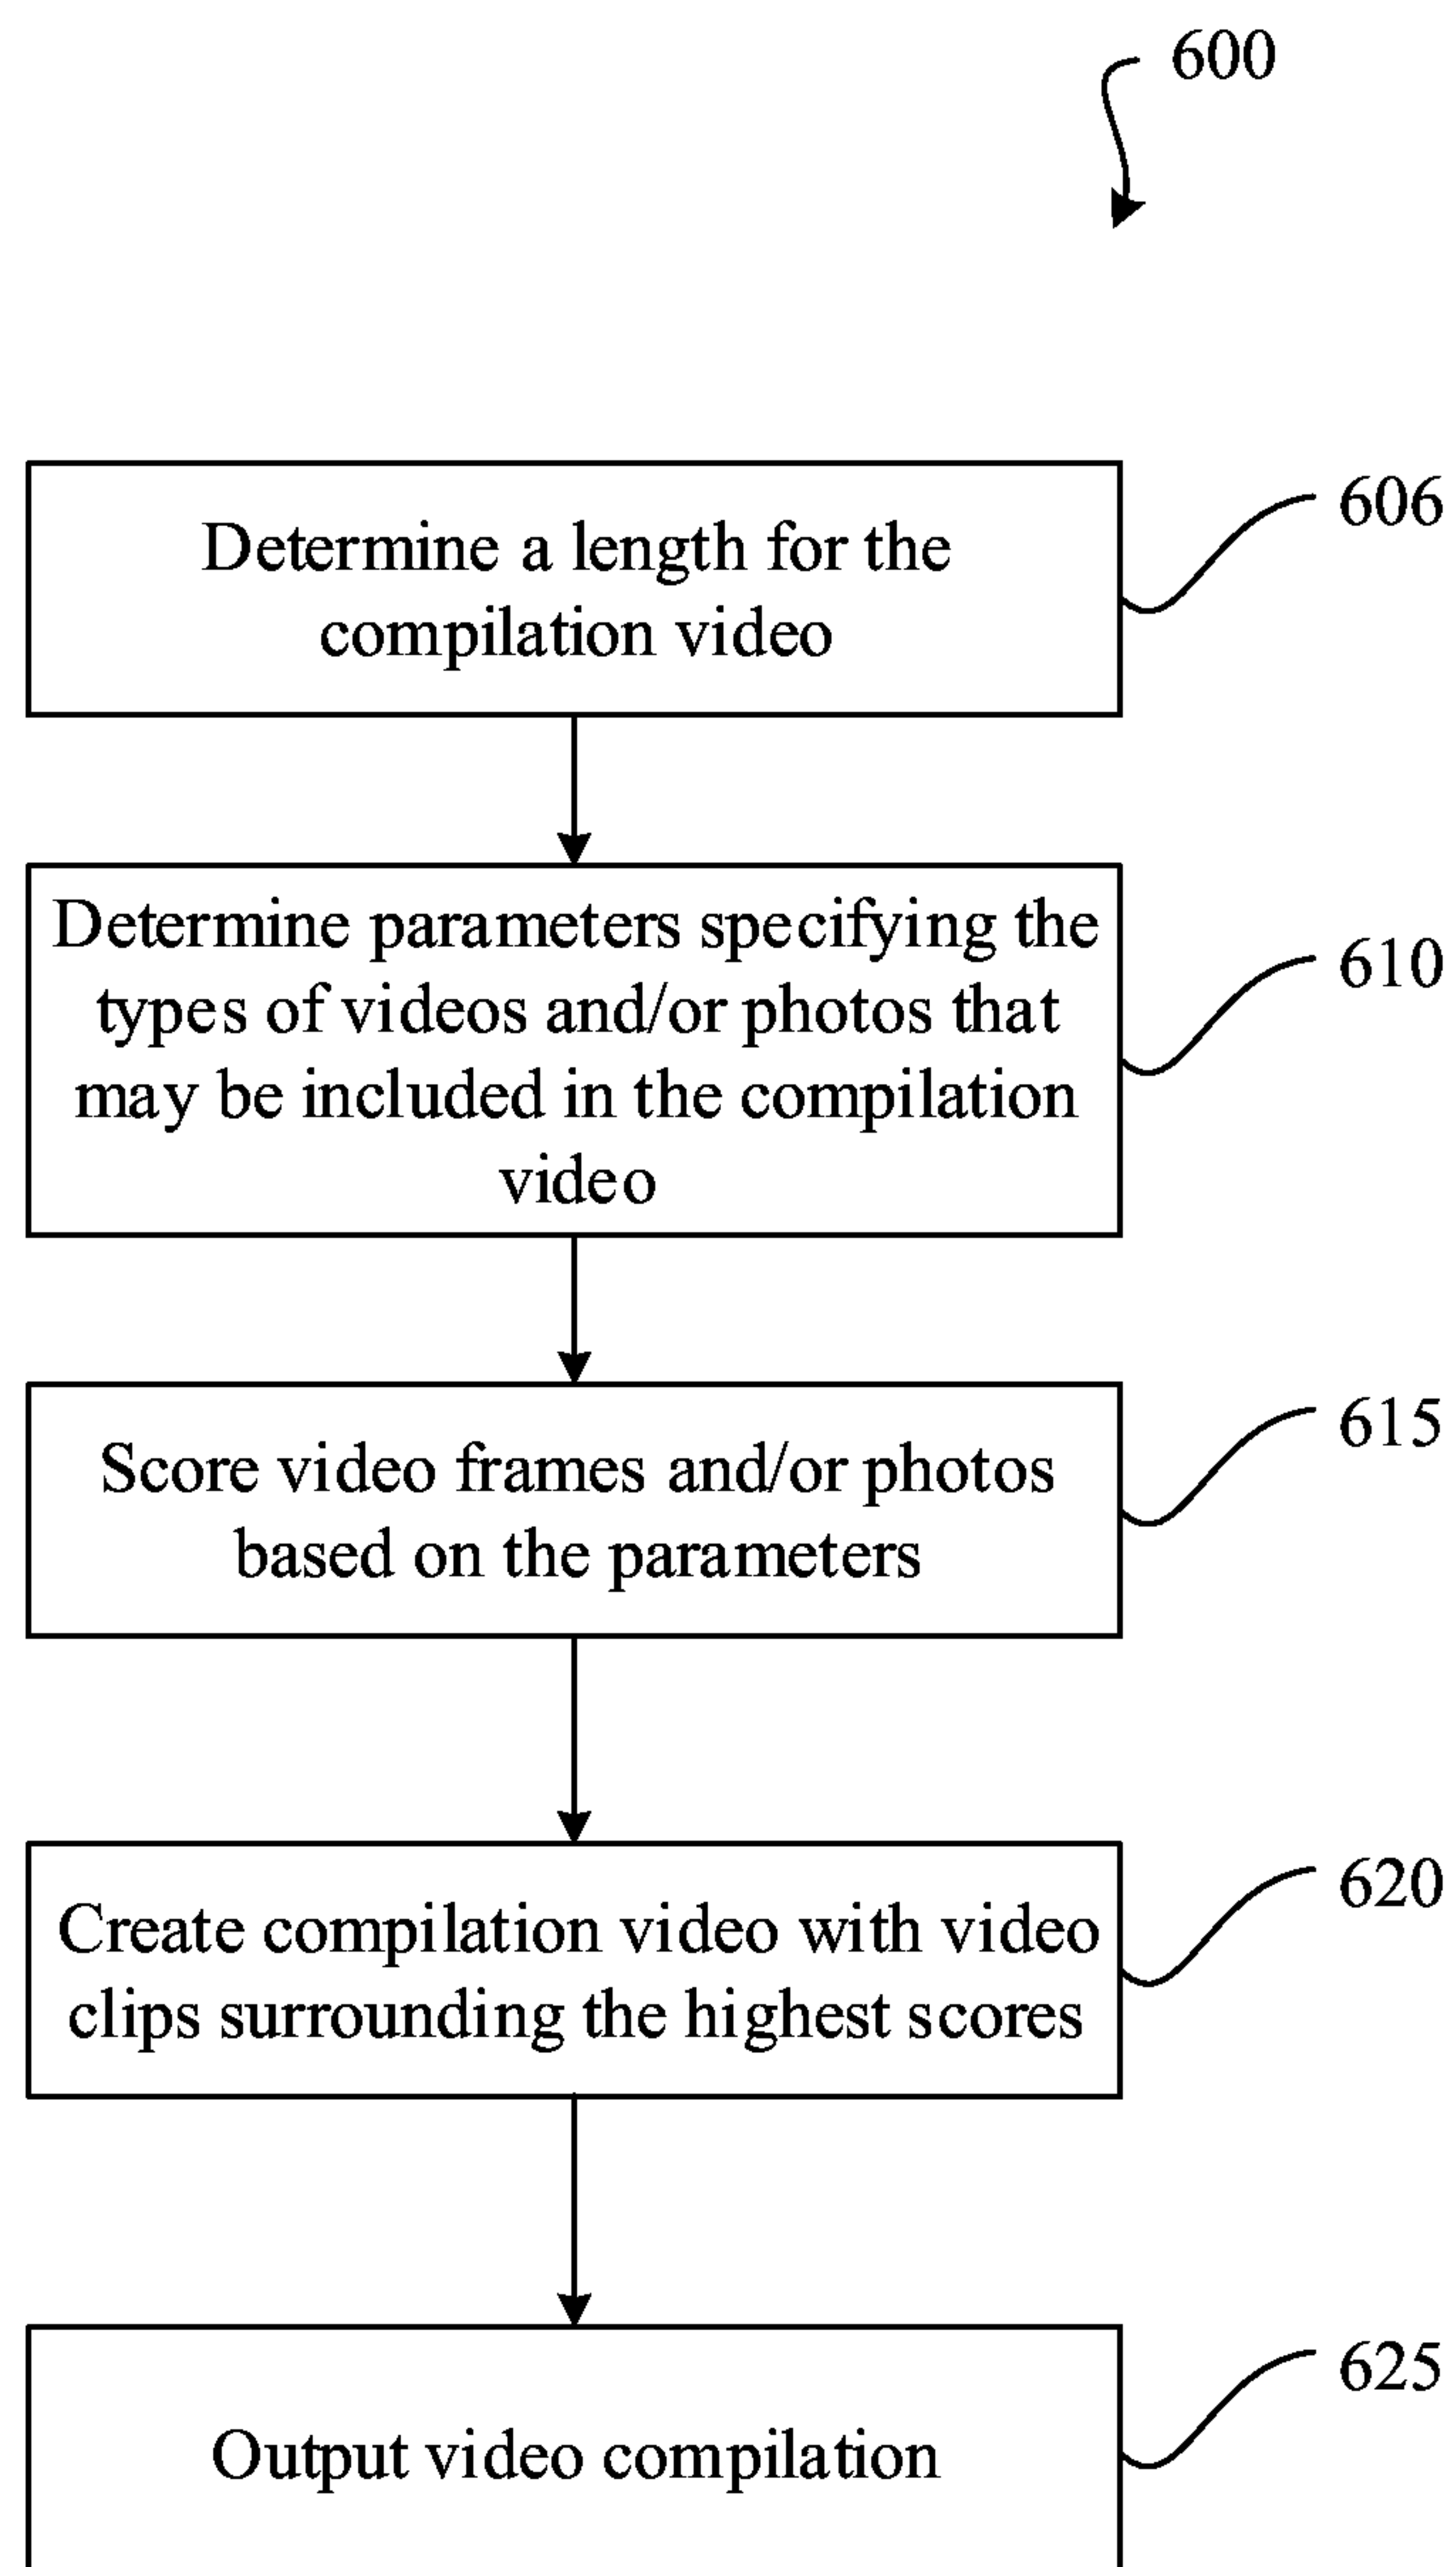 600
Determine a length for the
compilation video
606
Determine parameters specifying the
types of videos and/or photos that
may be included in the compilation
video
610
Score video frames and/or photos
based on the parameters
615
Create compilation video with video
clips surrounding the highest scores
620
Output video compilation
625